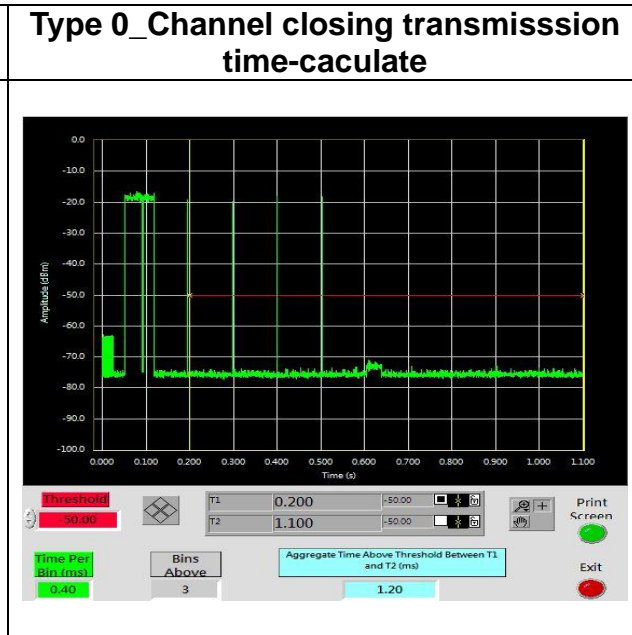 Type 0_Channel closing transmisssion
time-caculate
0.0
-10.0
-20.0
-30.0
-40.0
-50.0
-60.0
-70.0
-80.0
-90.0
-100.0
Amplitude (dBm)
0.000 0.100 0.200 0.300 0.400 0.500 0.600 0.700 0.800 0.900 1.000 1.100
Time (s)
Threshold
-50.00
T1 0.200 -50.00
T2 1.100 -50.00
Print
Screen
Time Per
Bin (ms)
0.40
Bins
Above
3
Aggregate Time Above Threshold Between T1
and T2 (ms)
1.20
Exit